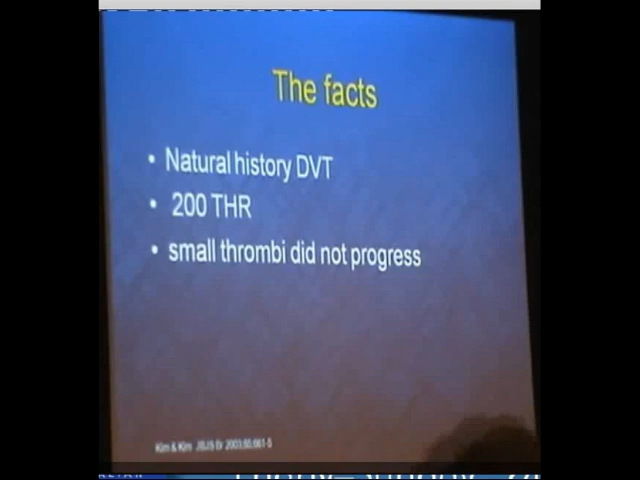 The facts
• Natural history DVT
• 200 THR
• small thrombi did not progress
Kim & Kim JBJS Br 2003;85:661-5